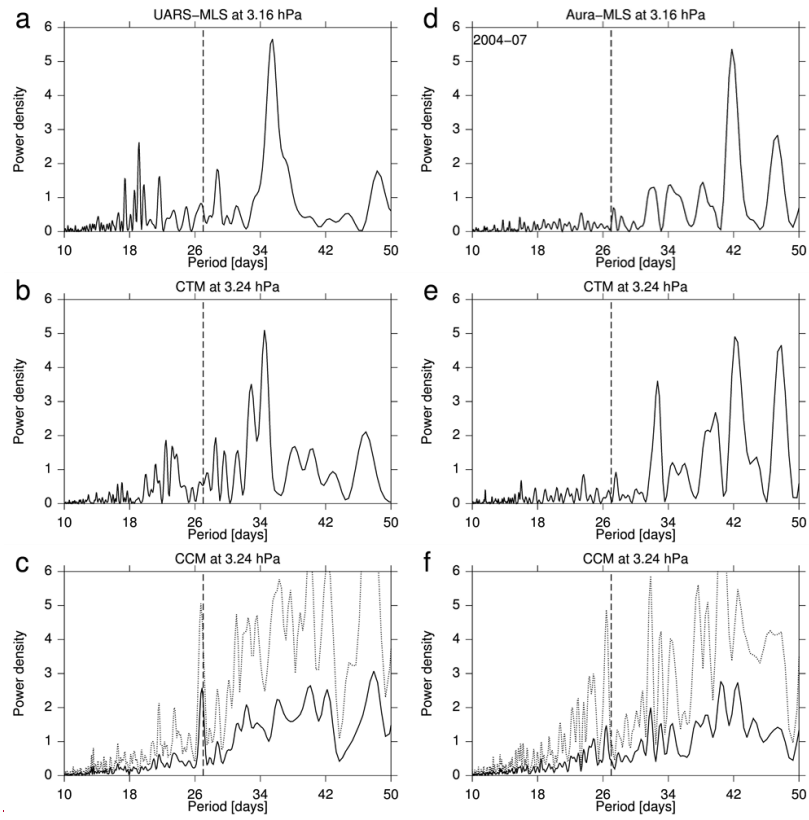 a
UARS−MLS at 3.16 hPa
6
5
4
3
2
1
0
Power density
10 18 26 34 42 50
Period [days]
d
Aura−MLS at 3.16 hPa
2004−07
6
5
4
3
2
1
0
Power density
10 18 26 34 42 50
Period [days]
b
CTM at 3.24 hPa
6
5
4
3
2
1
0
Power density
10 18 26 34 42 50
Period [days]
e
CTM at 3.24 hPa
6
5
4
3
2
1
0
Power density
10 18 26 34 42 50
Period [days]
c
CCM at 3.24 hPa
6
5
4
3
2
1
0
Power density
10 18 26 34 42 50
Period [days]
f
CCM at 3.24 hPa
6
5
4
3
2
1
0
Power density
10 18 26 34 42 50
Period [days]